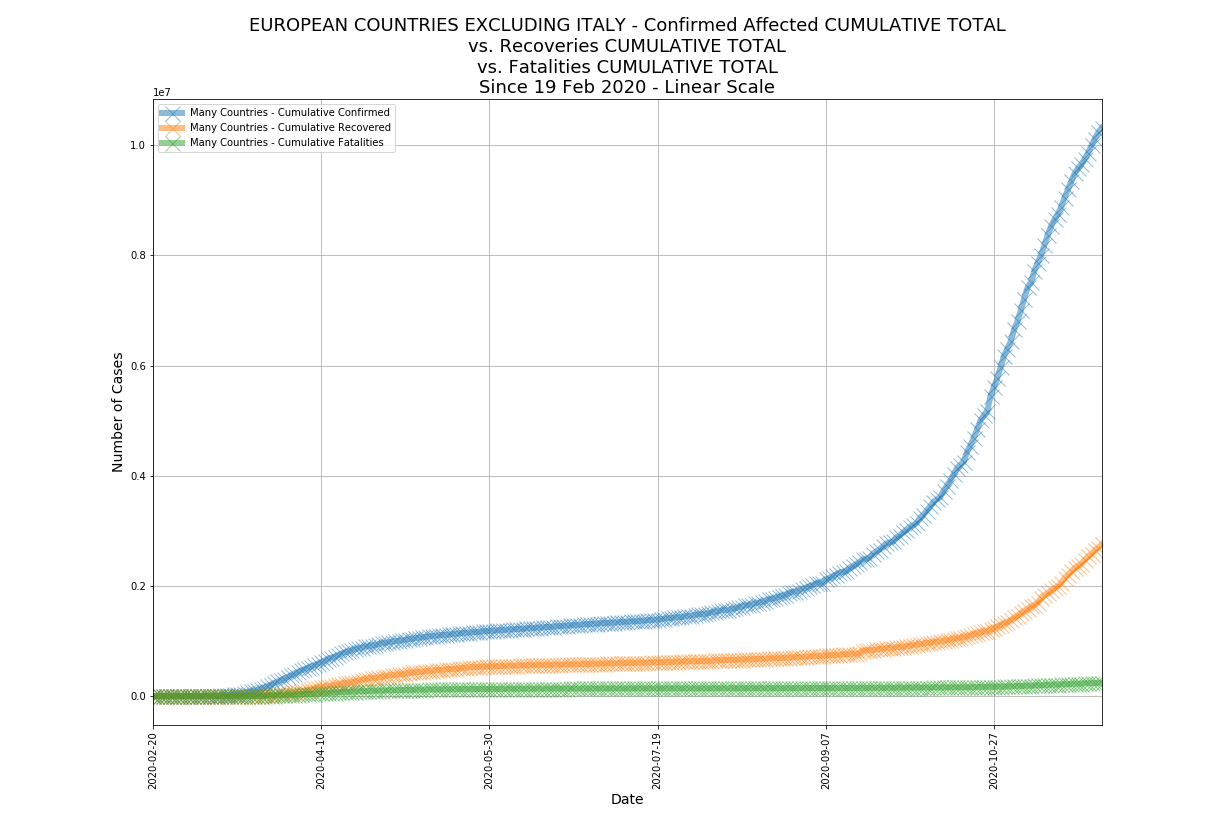 EUROPEAN COUNTRIES EXCLUDING ITALY - Confirmed Affected CUMULATIVE TOTAL
vs. Recoveries CUMULATIVE TOTAL
vs. Fatalities CUMULATIVE TOTAL
Since 19 Feb 2020 - Linear Scale
1e7
Many Countries - Cumulative Confirmed
Many Countries - Cumulative Recovered
Many Countries - Cumulative Fatalities
1.0
0.8
0.6
0.4
0.2
0.0
Number of Cases
2020-02-20
2020-04-10
2020-05-30
2020-07-19
2020-09-07
2020-10-27
Date